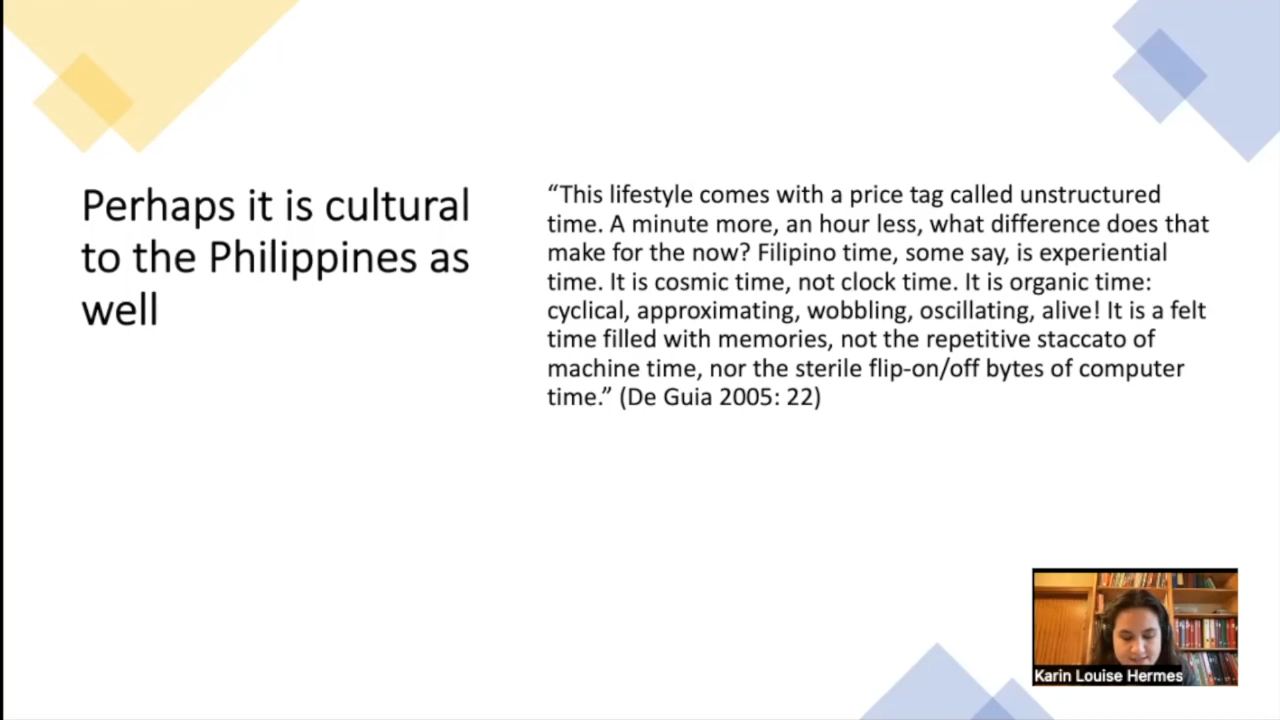 Perhaps it is cultural
to the Philippines as
well
“This lifestyle comes with a price tag called unstructured
time. A minute more, an hour less, what difference does that
make for the now? Filipino time, some say, is experiential
time. It is cosmic time, not clock time. It is organic time:
cyclical, approximating, wobbling, oscillating, alive! It is a felt
time filled with memories, not the repetitive staccato of
machine time, nor the sterile flip-on/off bytes of computer
time.” (De Guia 2005: 22)
Karin Louise Hermes